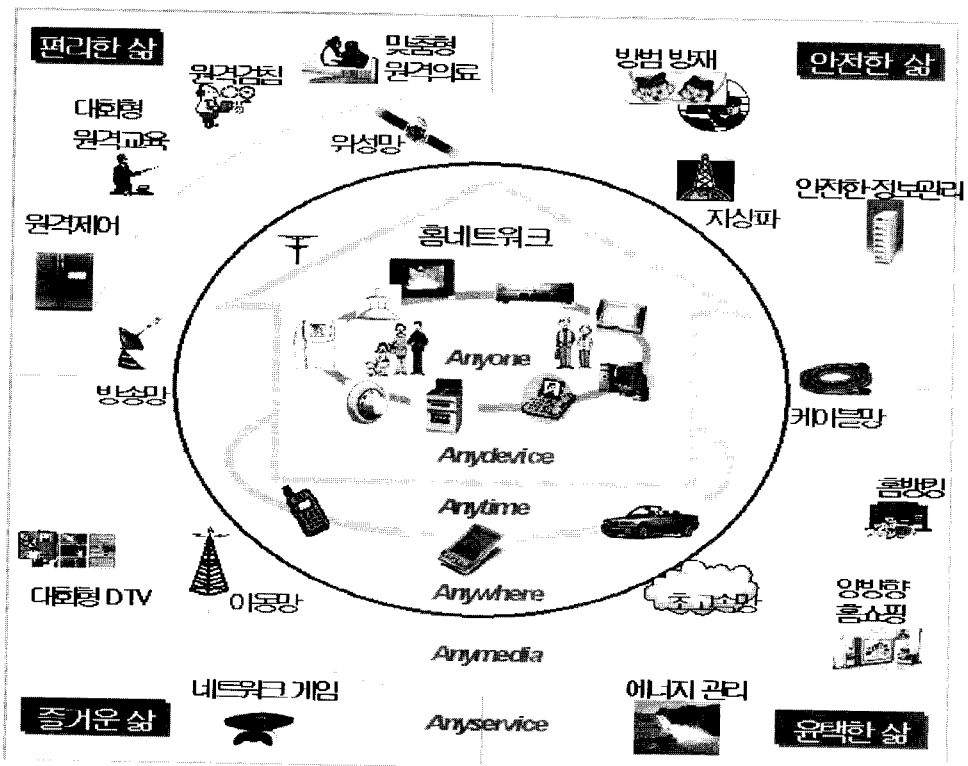 편리한 삶
원격검침
맞춤형
원격의료
방범 방재
안전한 삶
대화형
원격교육
위성망
지상파
안전한 정보관리
원격제어
홈네트워크
Anyone
방송망
케이블망
Anydevice
Anytime
홈뱅킹
대화형 DTV
이동망
Anywhere
초고속망
양방향
홈쇼핑
Anymedia
즐거운 삶
네트워크 게임
Anyservice
에너지 관리
윤택한 삶